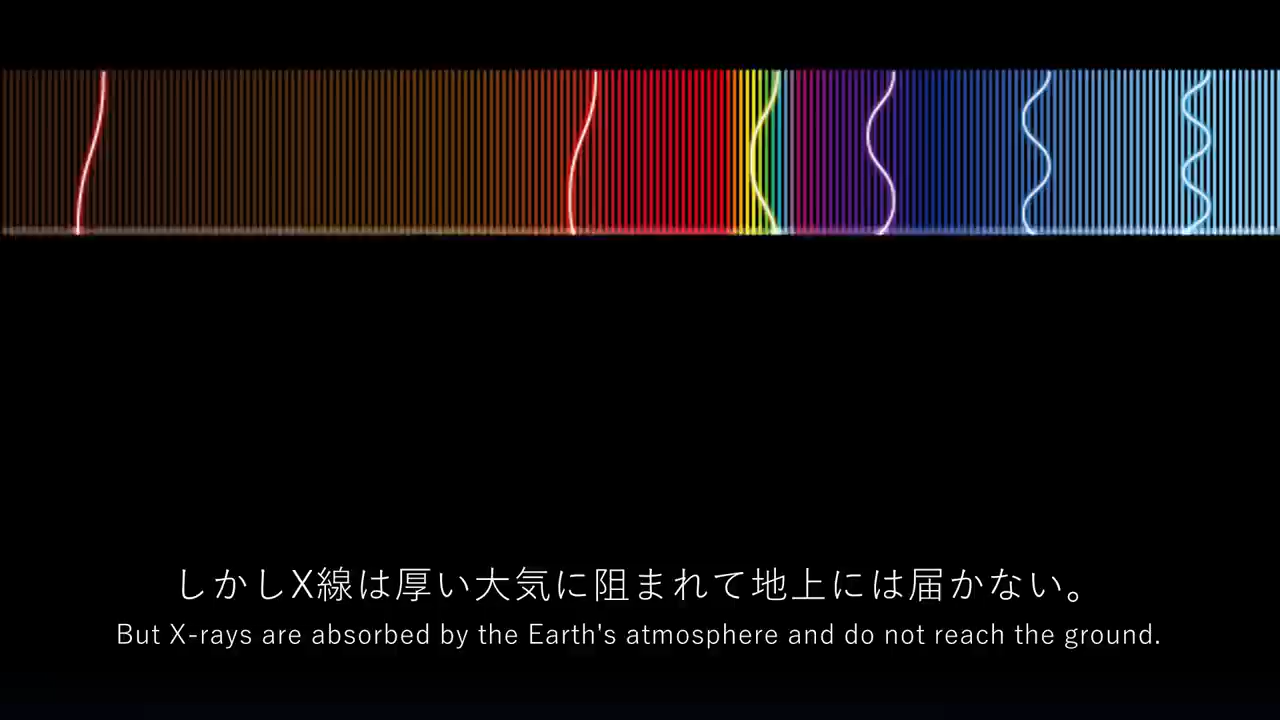 しかしX線は厚い大気に阻まれて地上には届かない。
But X-rays are absorbed by the Earth's atmosphere and do not reach the ground.